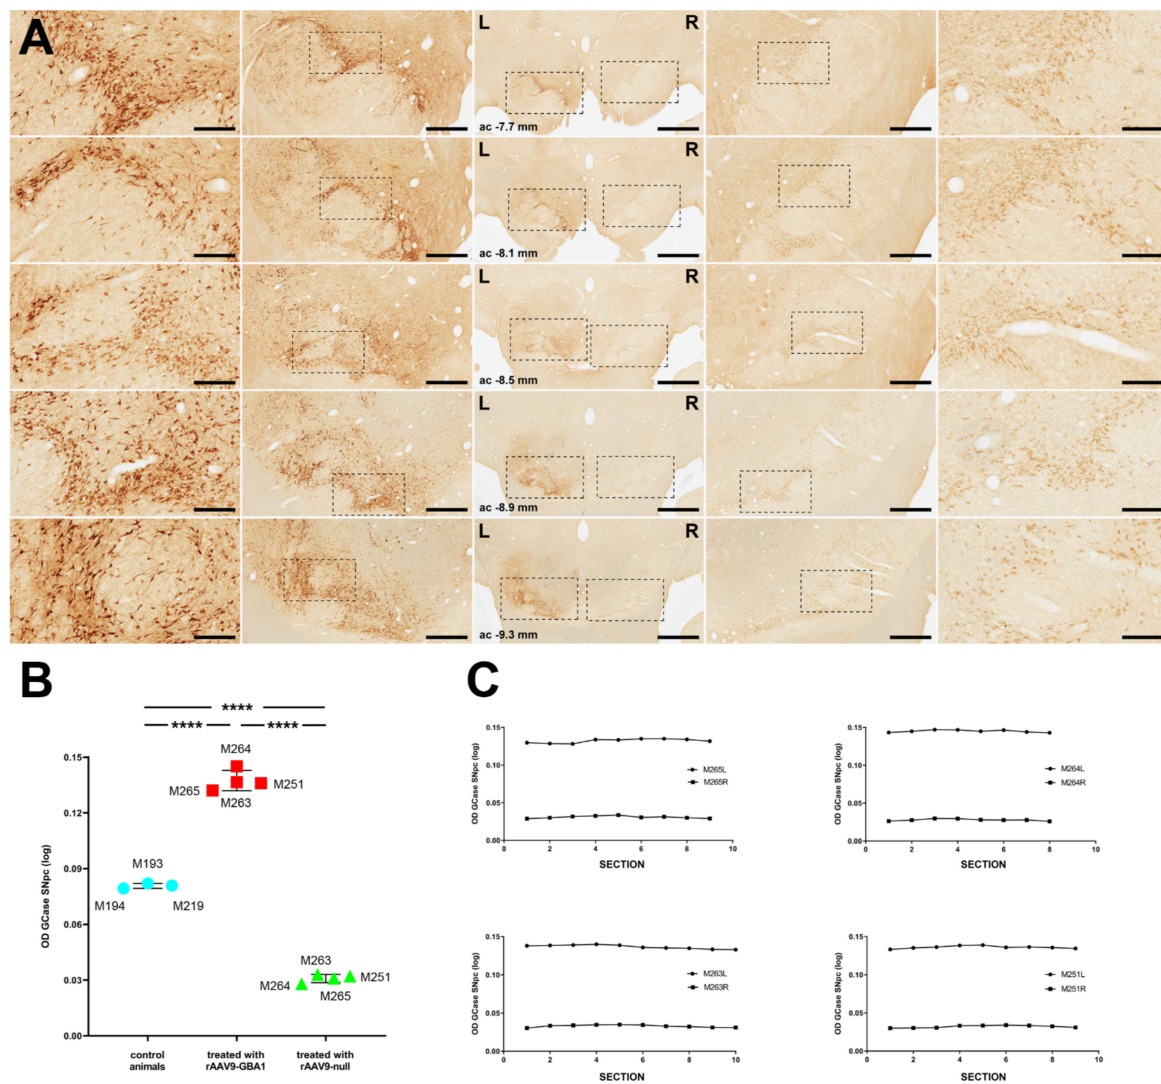 A
L R
ac -7.7 mm
L R
ac -8.1 mm
L R
ac -8.5 mm
L R
ac -8.9 mm
L R
ac -9.3 mm
B
****
**** ****
OD GCase SNpc (log)
0.15
0.12
0.09
0.06
0.03
0.00
M264
M265
M251
M263
M193
M194
M219
M263
M264
M251
M265
control
animals
treated with
rAAV9-GBA1
treated with
rAAV9-null
C
OD GCase SNpc (log)
0.15
0.10
0.05
0.00
0 2 4 6 8 10
SECTION
M265L
M265R
OD GCase SNpc (log)
0.15
0.10
0.05
0.00
0 2 4 6 8 10
SECTION
M264L
M264R
OD GCase SNpc (log)
0.15
0.10
0.05
0.00
0 2 4 6 8 10
SECTION
M263L
M263R
OD GCase SNpc (log)
0.15
0.10
0.05
0.00
0 2 4 6 8 10
SECTION
M251L
M251R